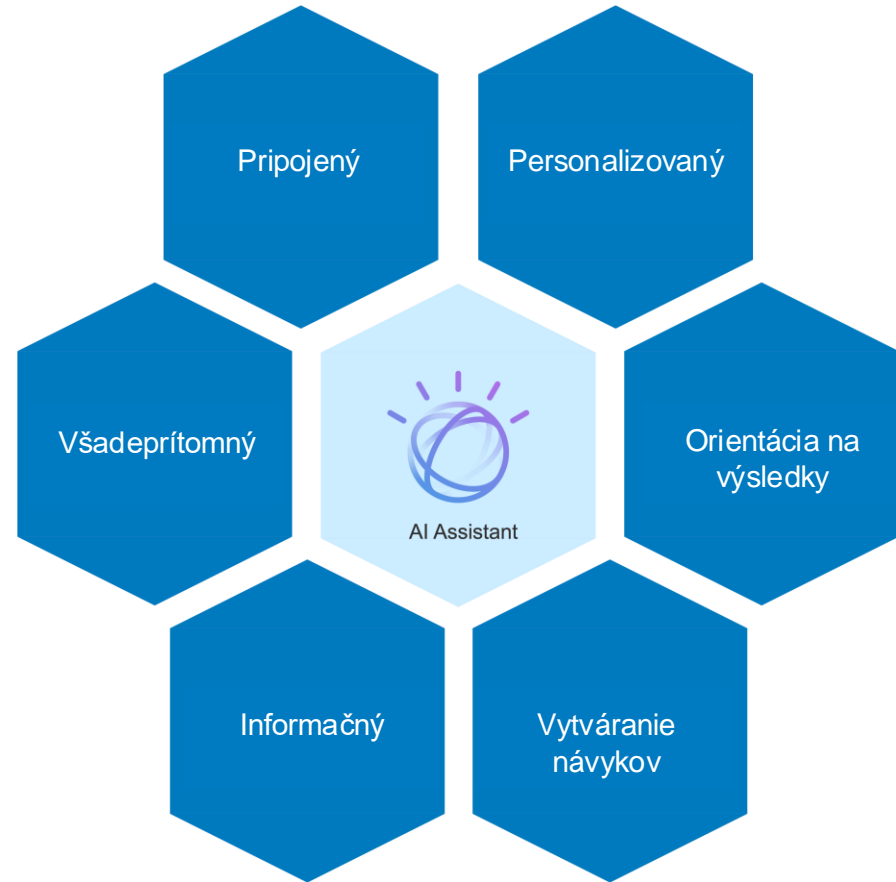 Pripojený
Personalizovaný
Všadeprítomný
AI Assistant
Orientácia na
výsledky
Informačný
Vytváranie
návykov